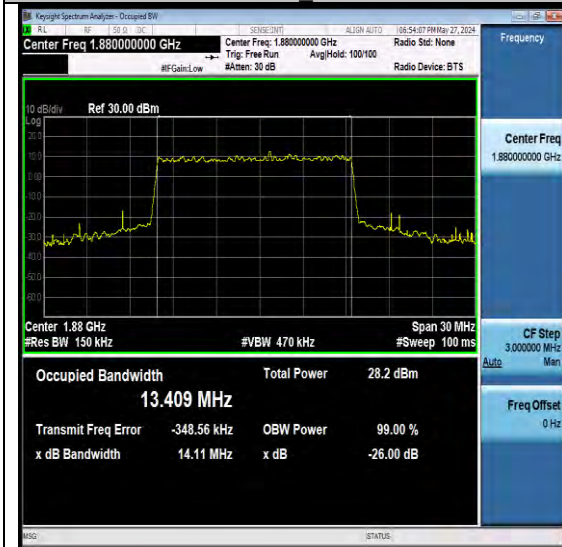 Keysight Spectrum Analyzer - Occupied BW
RL RF 50 Ω DC SENSE:INT ALIGN AUTO 06:54:07 PM May 27, 2024
Center Freq 1.880000000 GHz
Center Freq: 1.880000000 GHz
Radio Std: None
Trig: Free Run Avg|Hold: 100/100
#IFGain:Low #Atten: 30 dB Radio Device: BTS
Frequency
10 dB/div Ref 30.00 dBm
Log
20.0
10.0
0.00
-10.0
-20.0
-30.0
-40.0
-50.0
-60.0
Center Freq
1.880000000 GHz
Center 1.88 GHz Span 30 MHz
#Res BW 150 kHz #VBW 470 kHz #Sweep 100 ms
CF Step
3.000000 MHz
Auto Man
Occupied Bandwidth Total Power 28.2 dBm
13.409 MHz
Transmit Freq Error -348.56 kHz OBW Power 99.00 %
x dB Bandwidth 14.11 MHz x dB -26.00 dB
Freq Offset
0 Hz
MSG STATUS